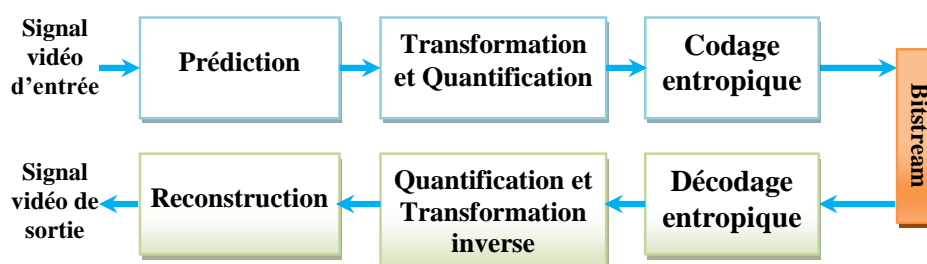 Signal
vidéo
d'entrée
Prédiction
Transformation
et Quantification
Codage
entropique
Bitstream
Signal
vidéo de
sortie
Reconstruction
Quantification et
Transformation
inverse
Décodage
entropique